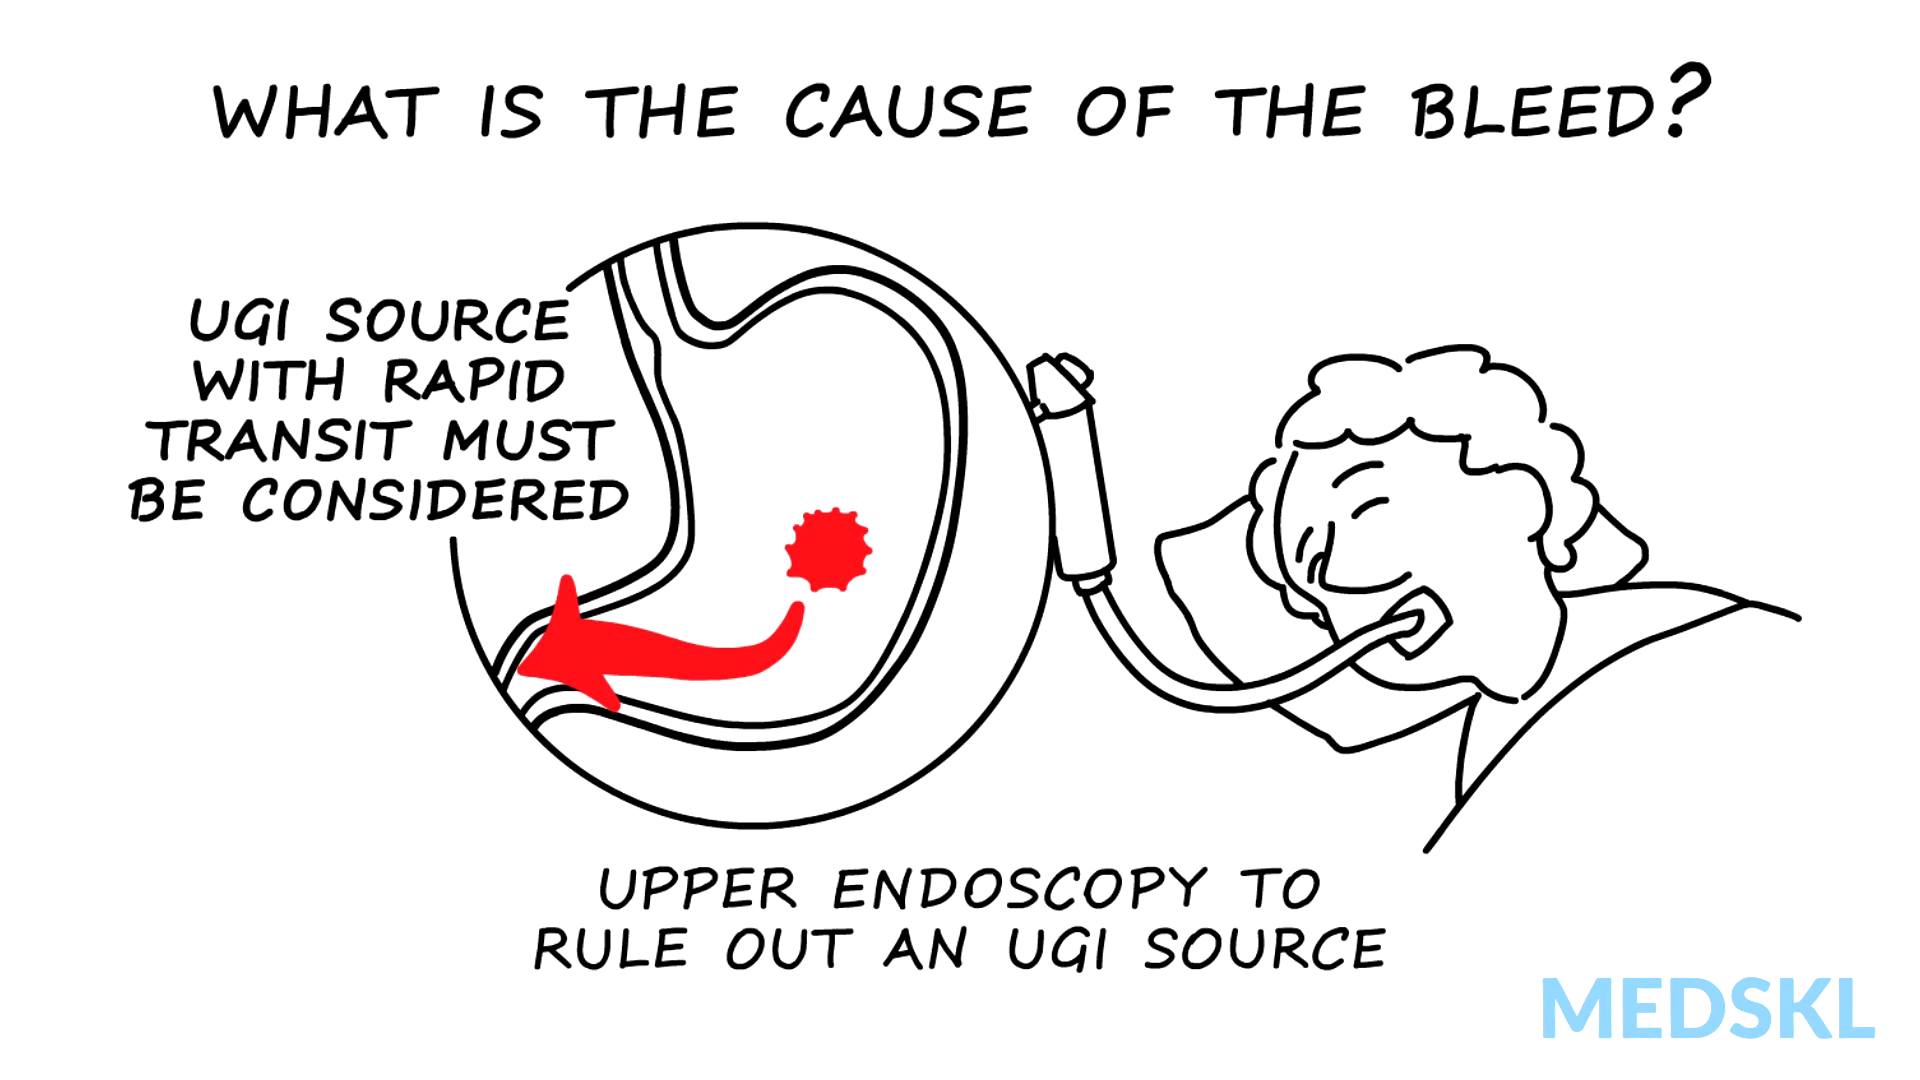 WHAT IS THE CAUSE OF THE BLEED?
UGI SOURCE
WITH RAPID
TRANSIT MUST
BE CONSIDERED
UPPER ENDOSCOPY TO
RULE OUT AN UGI SOURCE
MEDSKL